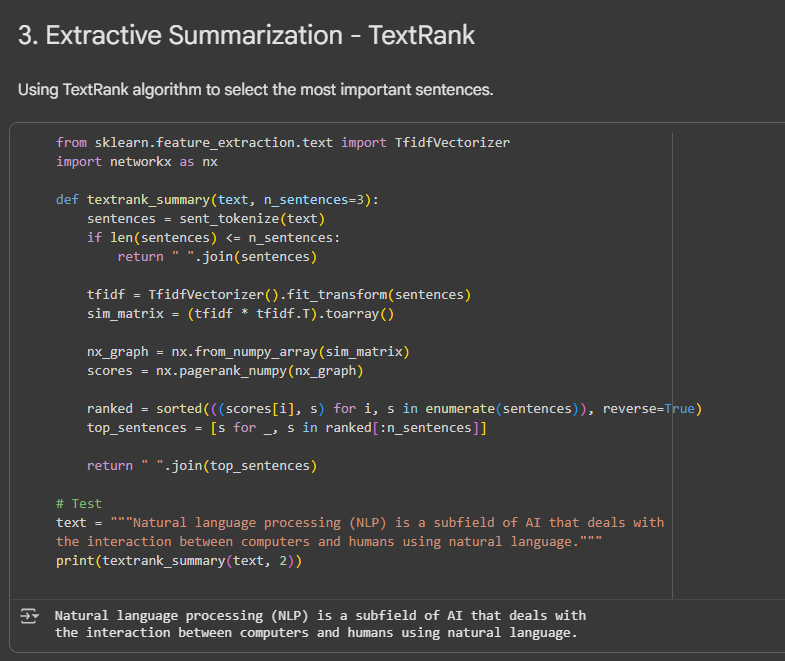 3. Extractive Summarization - TextRank
Using TextRank algorithm to select the most important sentences.
from sklearn.feature_extraction.text import TfidfVectorizer
import networkx as nx
def textrank_summary(text, n_sentences=3):
    sentences = sent_tokenize(text)
    if len(sentences) <= n_sentences:
        return " ".join(sentences)
    tfidf = TfidfVectorizer().fit_transform(sentences)
    sim_matrix = (tfidf * tfidf.T).toarray()
    nx_graph = nx.from_numpy_array(sim_matrix)
    scores = nx.pagerank_numpy(nx_graph)
    ranked = sorted(((scores[i], s) for i, s in enumerate(sentences)), reverse=True)
    top_sentences = [s for _, s in ranked[:n_sentences]]
    return " ".join(top_sentences)
# Test
text = """Natural language processing (NLP) is a subfield of AI that deals with
the interaction between computers and humans using natural language."""
print(textrank_summary(text, 2))
Natural language processing (NLP) is a subfield of AI that deals with
the interaction between computers and humans using natural language.